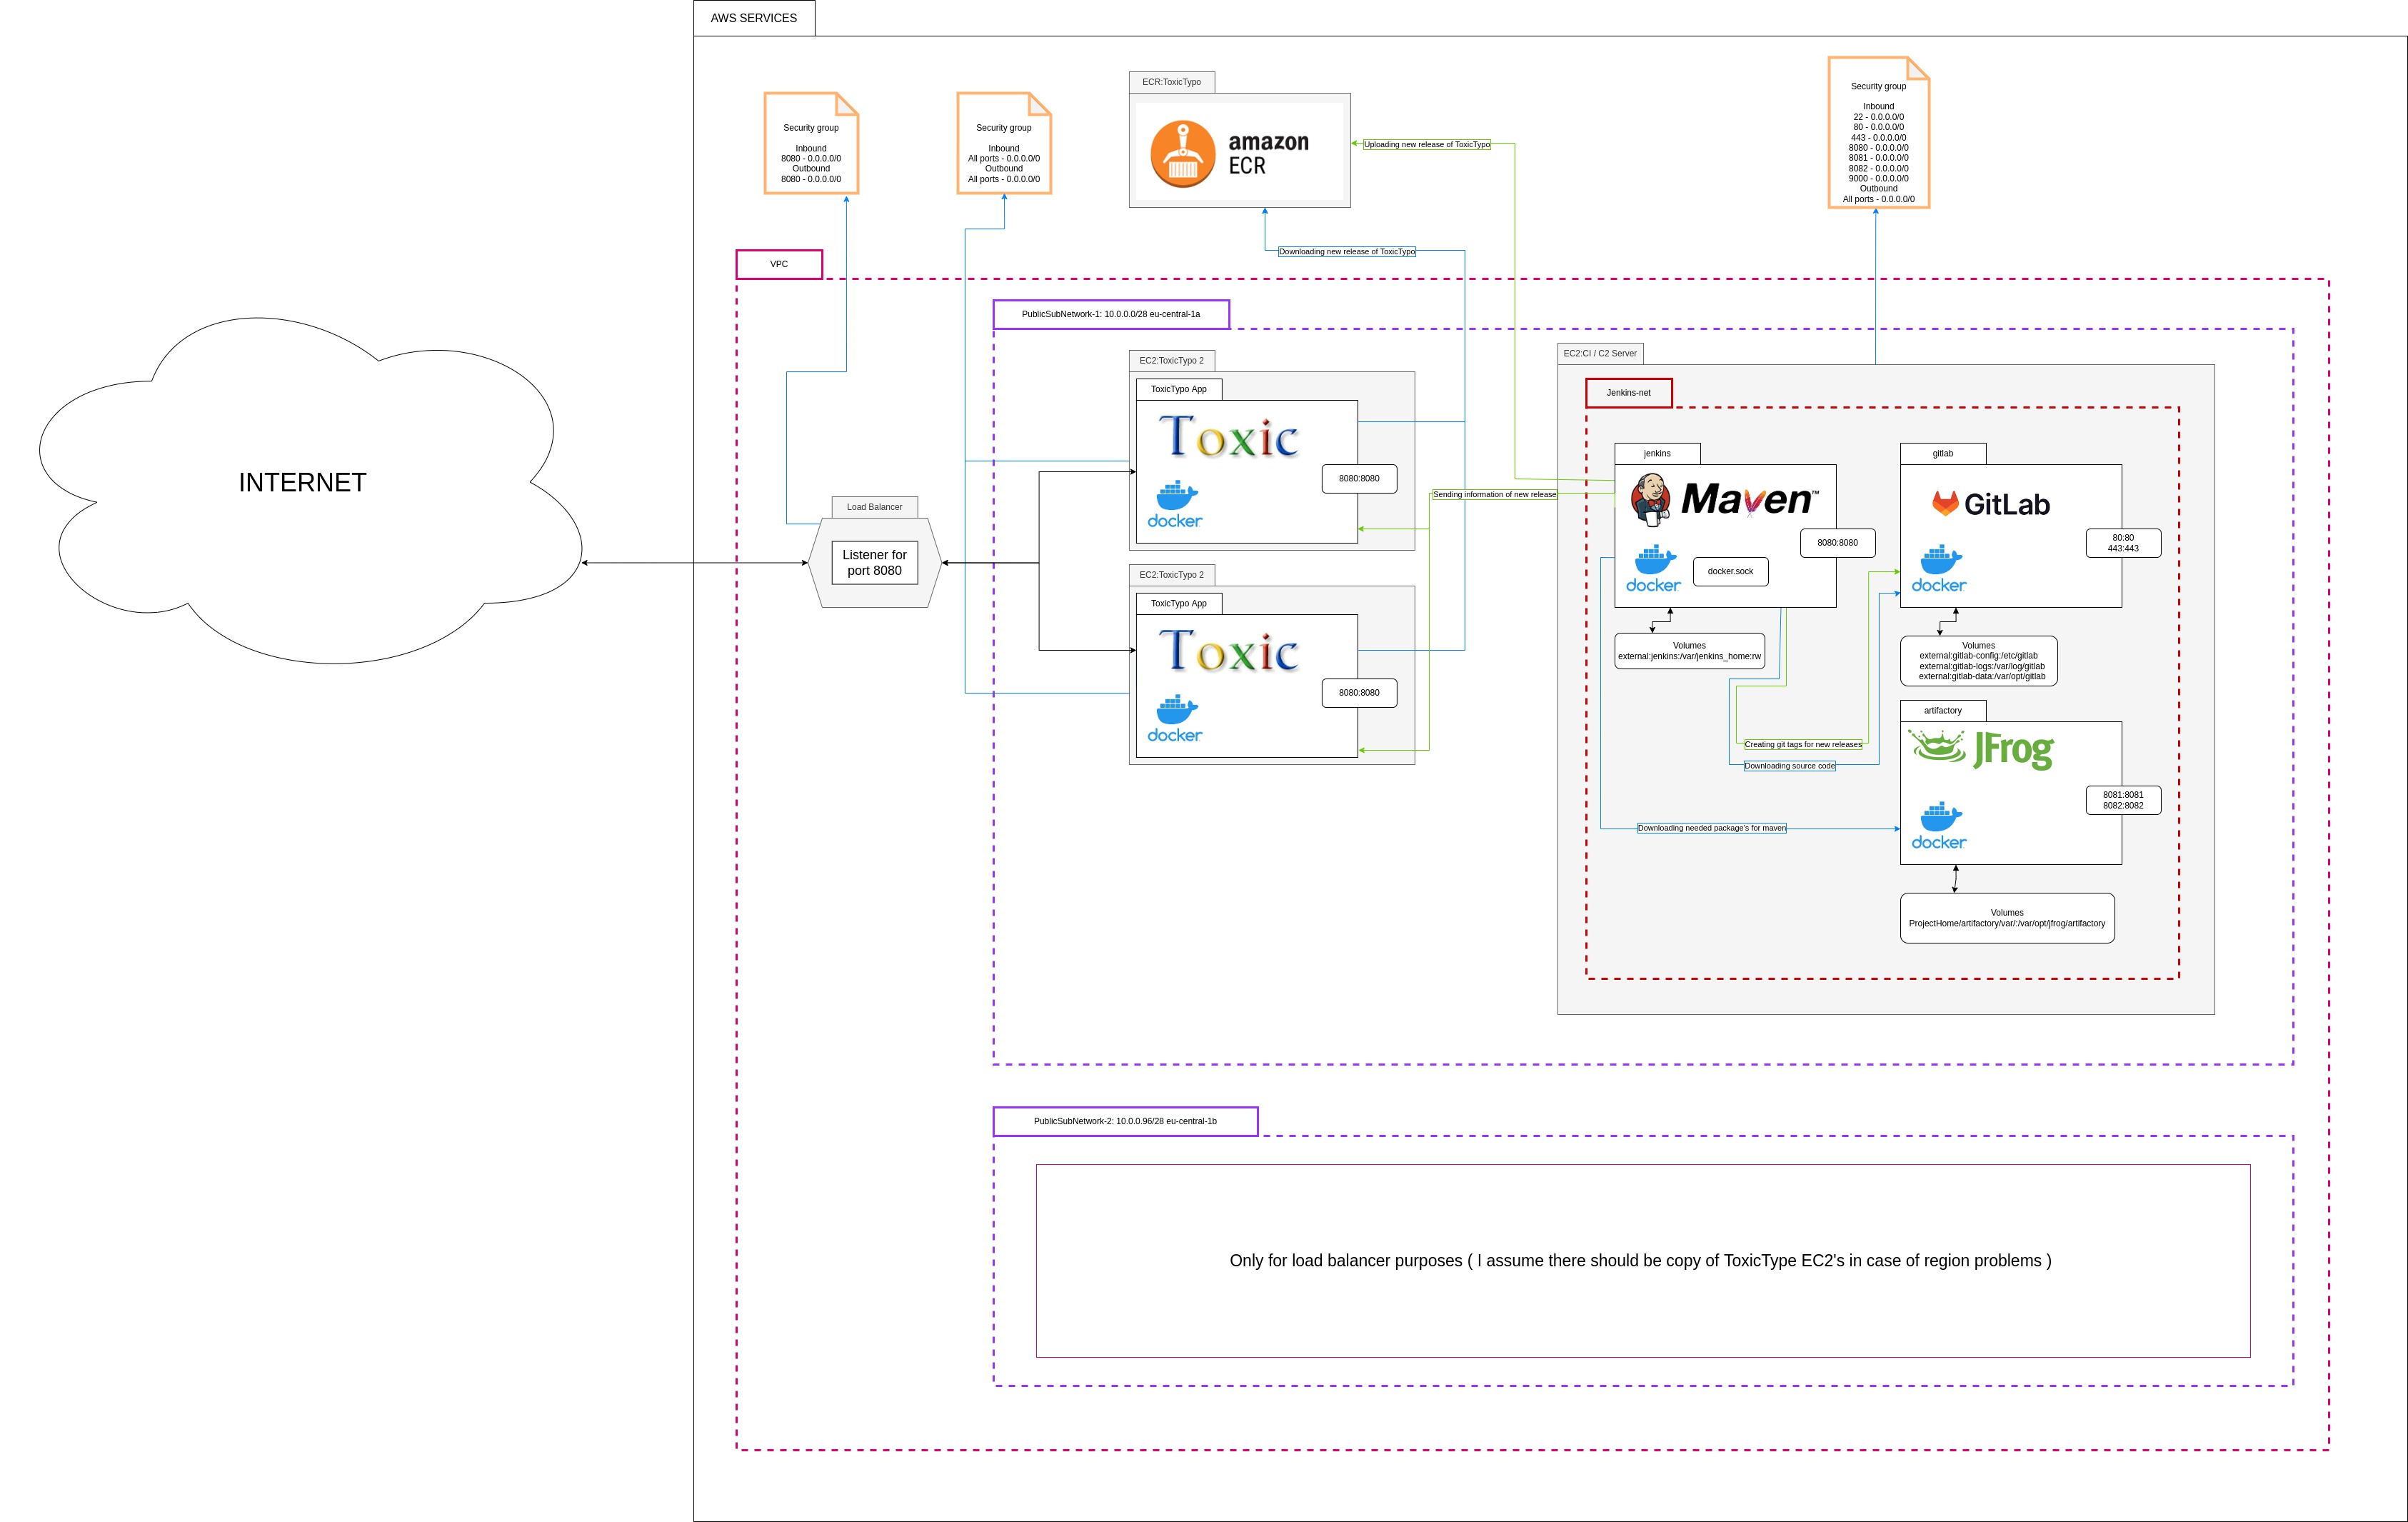 AWS SERVICES
Security group
Inbound
8080 - 0.0.0.0/0
Outbound
8080 - 0.0.0.0/0
Security group
Inbound
All ports - 0.0.0.0/0
Outbound
All ports - 0.0.0.0/0
ECR:ToxicTypo
amazon
ECR
Uploading new release of ToxicTypo
Security group
Inbound
22 - 0.0.0.0/0
80 - 0.0.0.0/0
443 - 0.0.0.0/0
8080 - 0.0.0.0/0
8081 - 0.0.0.0/0
8082 - 0.0.0.0/0
9000 - 0.0.0.0/0
Outbound
All ports - 0.0.0.0/0
Downloading new release of ToxicTypo
VPC
PublicSubNetwork-1: 10.0.0.0/28 eu-central-1a
INTERNET
Load Balancer
Listener for
port 8080
EC2:ToxicTypo 2
ToxicTypo App
Toxic
8080:8080
docker
EC2:ToxicTypo 2
ToxicTypo App
Toxic
8080:8080
docker
Sending information of new release
EC2:CI / C2 Server
Jenkins-net
jenkins
Maven™
8080:8080
docker
docker.sock
Volumes
external:jenkins:/var/jenkins_home:rw
gitlab
GitLab
80:80
443:443
docker
Volumes
external:gitlab-config:/etc/gitlab
external:gitlab-logs:/var/log/gitlab
external:gitlab-data:/var/opt/gitlab
Creating git tags for new releases
Downloading source code
Downloading needed package's for maven
artifactory
JFrog
8081:8081
8082:8082
docker
Volumes
ProjectHome/artifactory/var/:/var/opt/jfrog/artifactory
PublicSubNetwork-2: 10.0.0.96/28 eu-central-1b
Only for load balancer purposes ( I assume there should be copy of ToxicType EC2's in case of region problems )